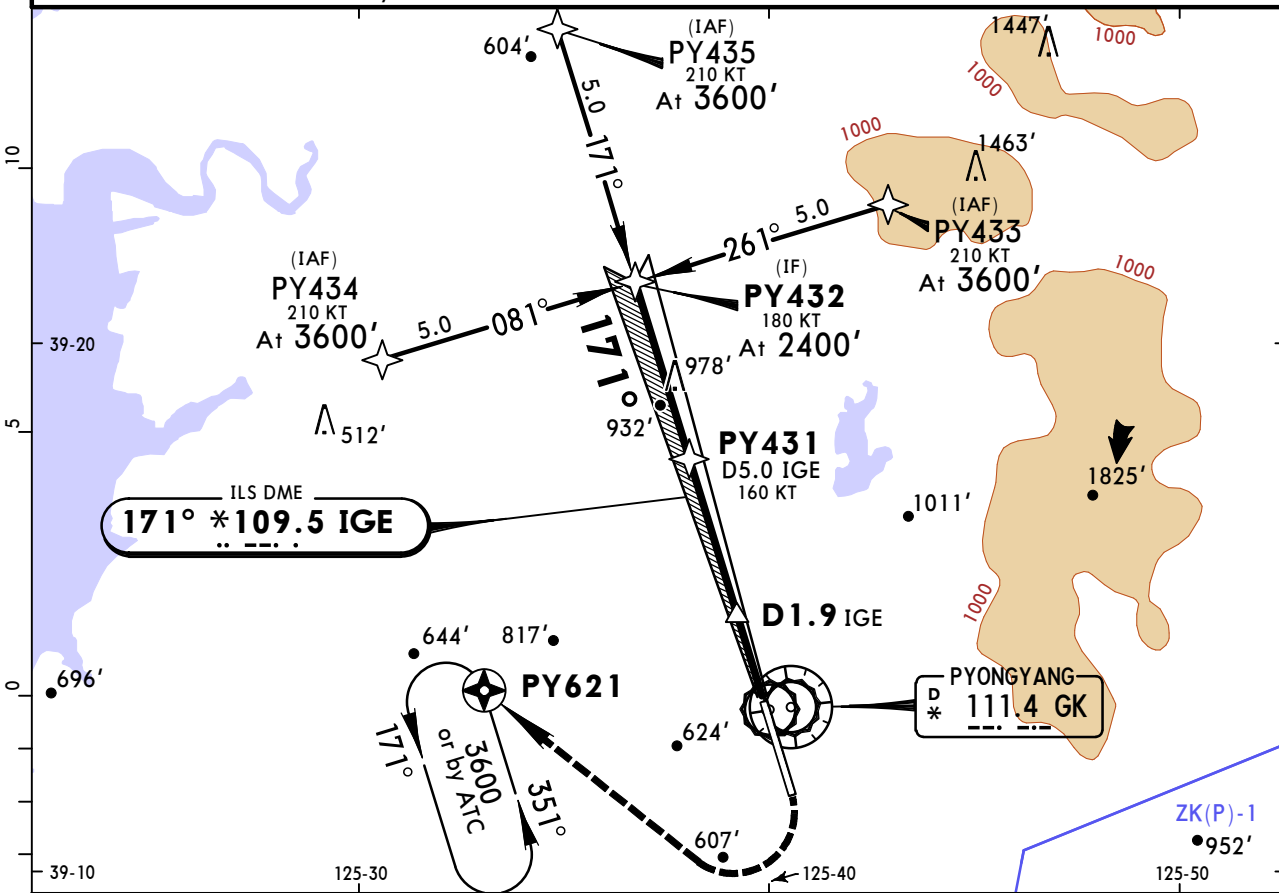 (IAF)
PY435
210 KT
At 3600'
604'
1447'
1000
1000
5.0
171°
10
1000
1463'
(IAF)
PY433
210 KT
At 3600'
261°
5.0
(IAF)
PY434
210 KT
At 3600'
5.0
081°
(IF)
PY432
180 KT
At 2400'
1000
39-20
171°
978'
932'
512'
5
PY431
D5.0 IGE
160 KT
1825'
1011'
ILS DME
171° *109.5 IGE
1000
D1.9 IGE
644'
817'
696'
0
PY621
PYONGYANG
D
* 111.4 GK
624'
171°
3600
or by ATC
351°
607'
ZK(P)-1
952'
39-10
125-30
125-40
125-50